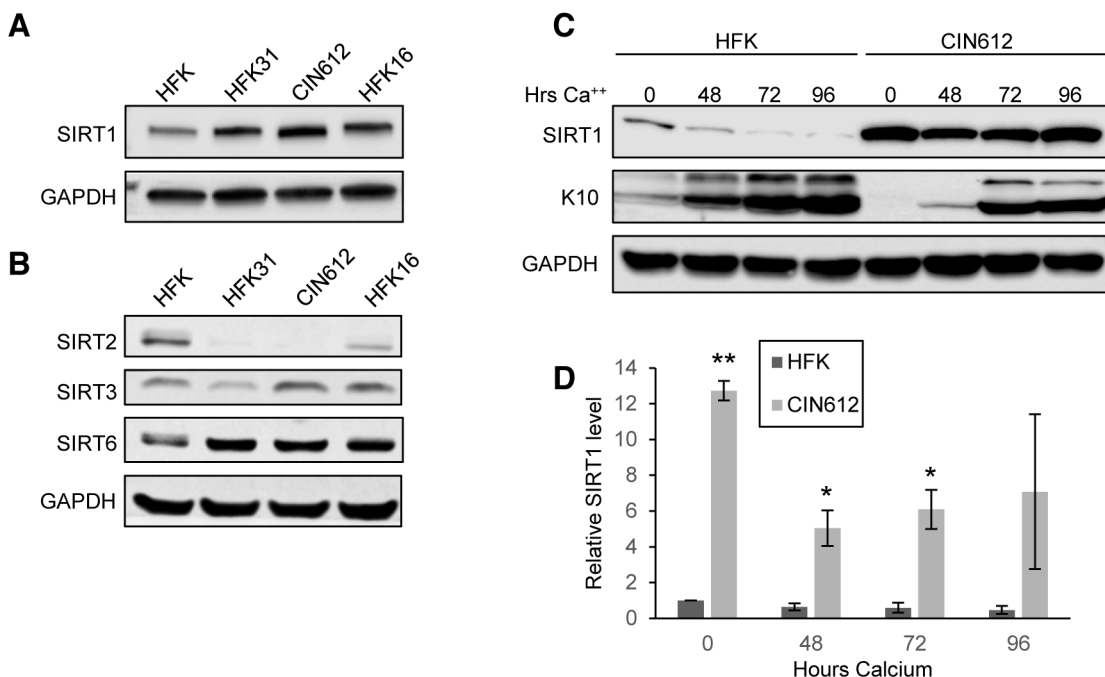 A
HFK HFK31 CIN612 HFK16
SIRT1
GAPDH
B
HFK HFK31 CIN612 HFK16
SIRT2
SIRT3
SIRT6
GAPDH
C
HFK CIN612
Hrs Ca++ 0 48 72 96 0 48 72 96
SIRT1
K10
GAPDH
D
HFK
CIN612
Relative SIRT1 level
14
12
10
8
6
4
2
0
** * *
0 48 72 96
Hours Calcium